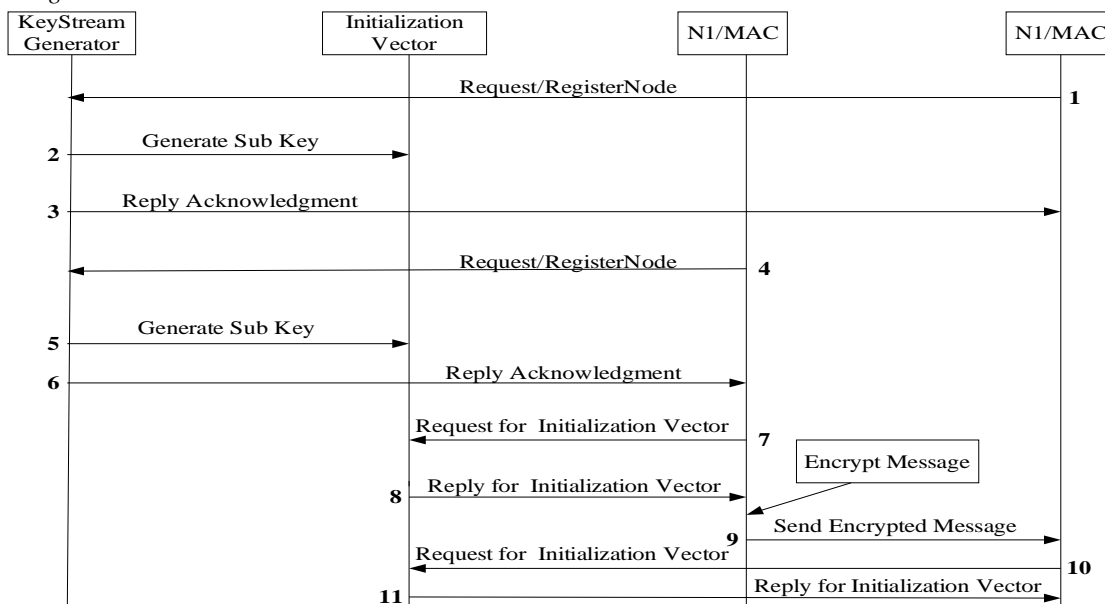 KeyStream
Generator
Initialization
Vector
N1/MAC
N1/MAC
Request/RegisterNode
1
Generate Sub Key
2
Reply Acknowledgment
3
Request/RegisterNode
4
Generate Sub Key
5
Reply Acknowledgment
6
Request for Initialization Vector
7
Encrypt Message
8
Reply for Initialization Vector
Send Encrypted Message
9
Request for Initialization Vector
10
Reply for Initialization Vector
11